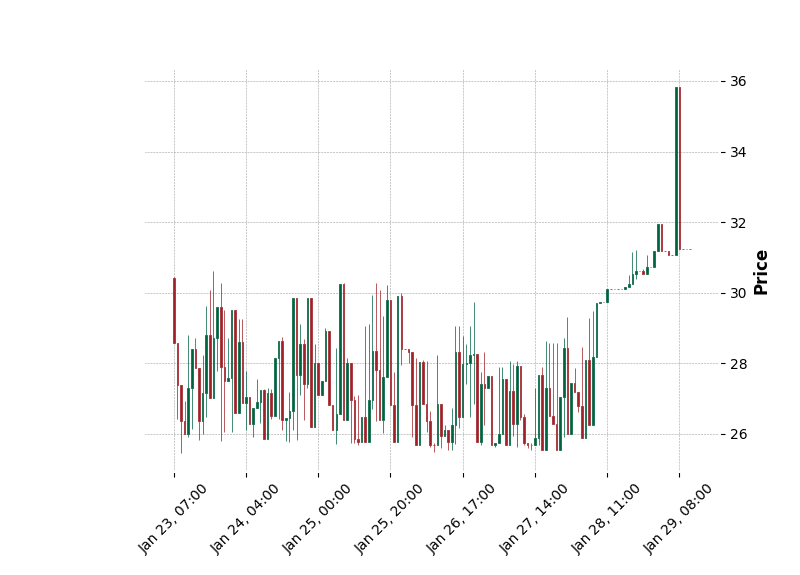 36
34
32
30
28
26
Price
Jan 23, 07:00
Jan 24, 04:00
Jan 25, 00:00
Jan 25, 20:00
Jan 26, 17:00
Jan 27, 14:00
Jan 28, 11:00
Jan 29, 08:00